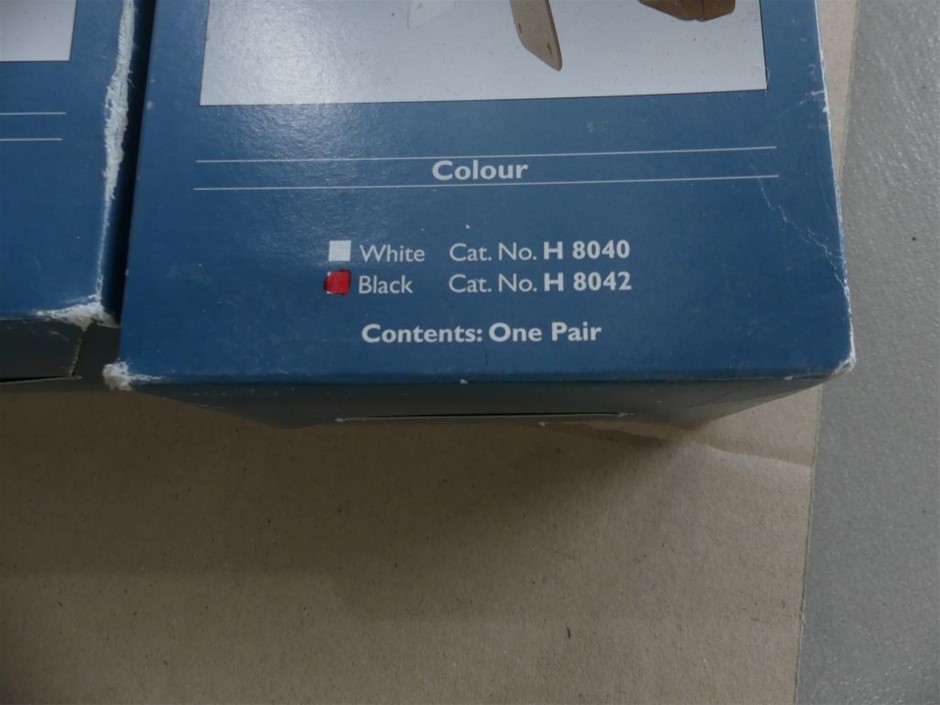 Colour
White Cat. No. H 8040
Black Cat. No. H 8042
Contents: One Pair